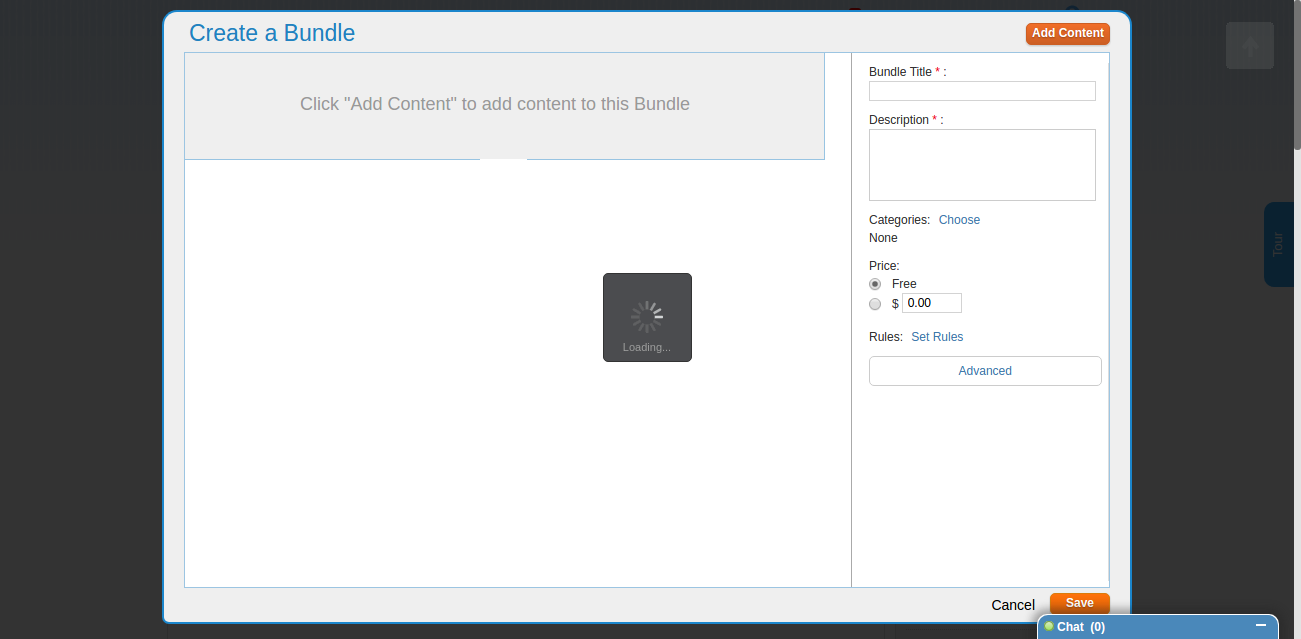 Create a Bundle
Add Content
Click "Add Content" to add content to this Bundle
Bundle Title * :
Description * :
Categories: Choose
None
Price:
Free
$ 0.00
Rules: Set Rules
Advanced
Loading...
Tour
Cancel
Save
Chat (0)